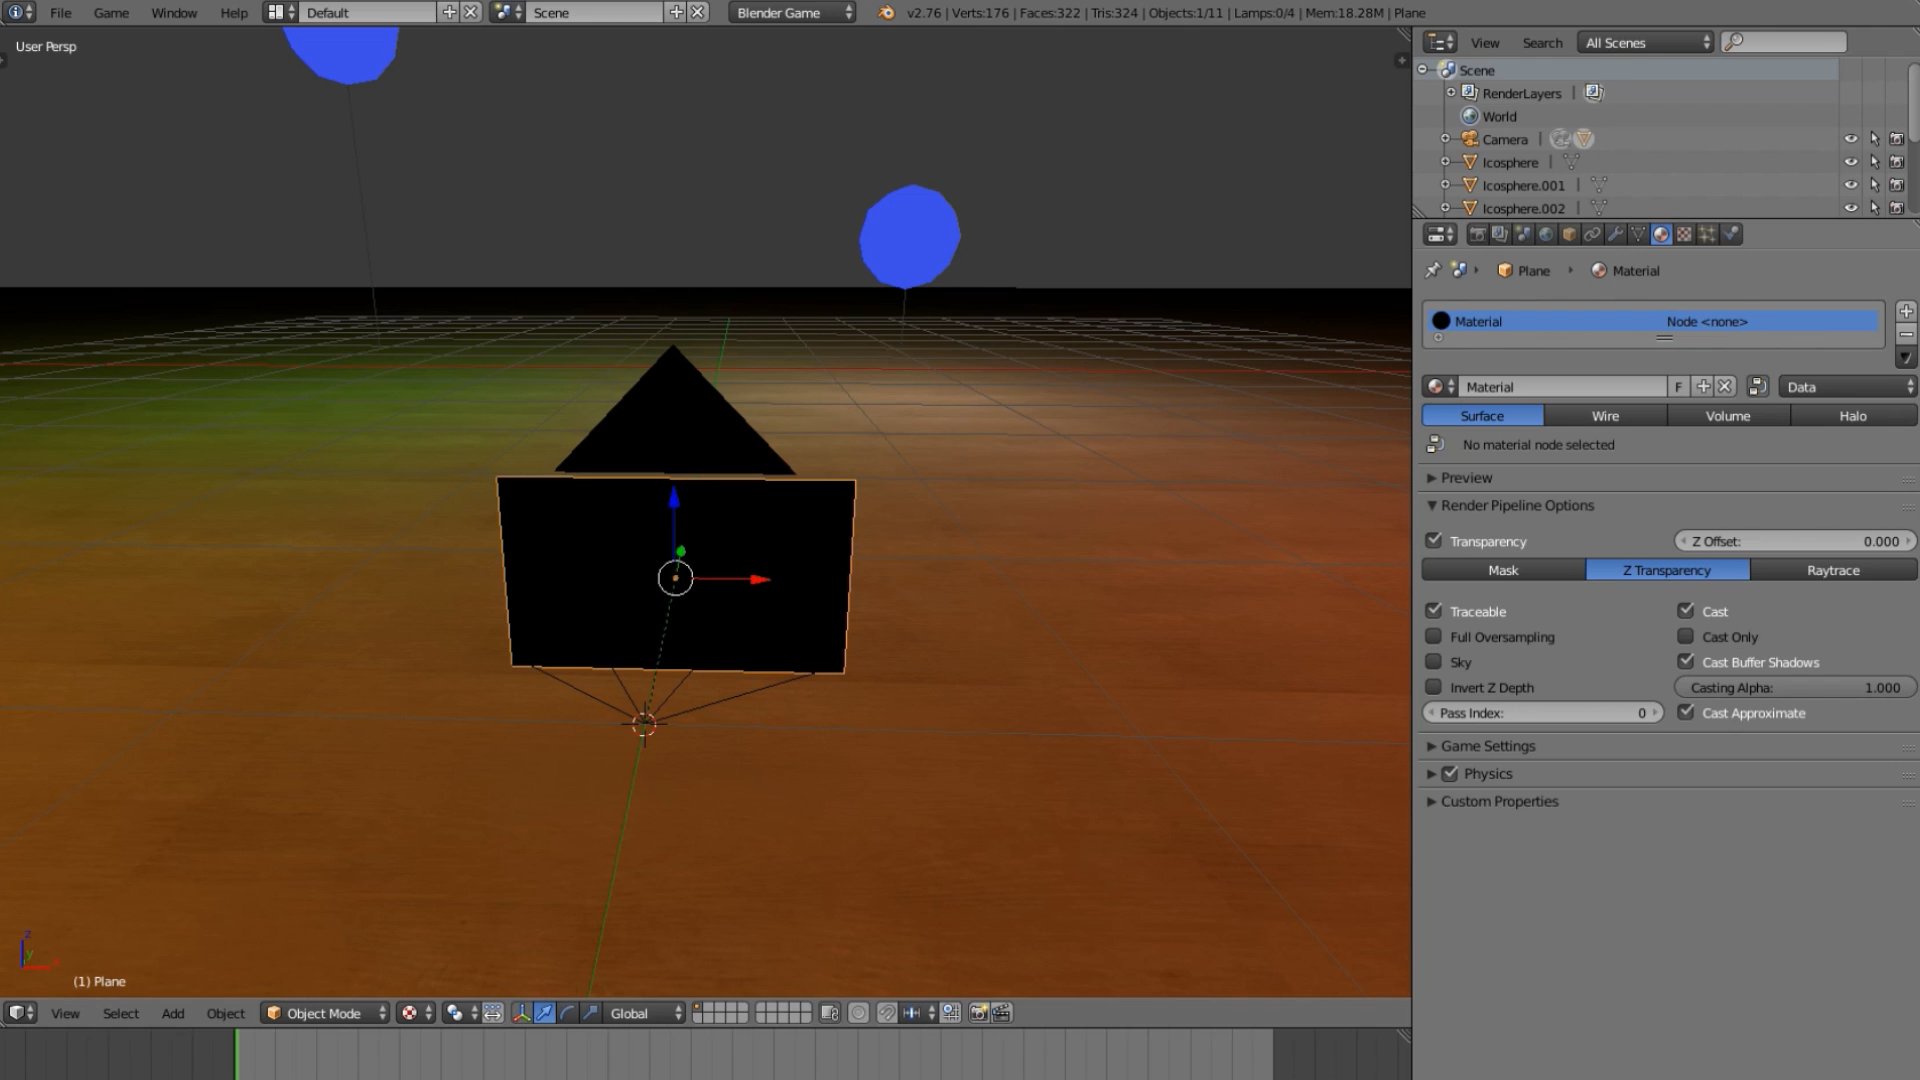 File Game Window Help Default Scene Blender Game v2.76 | Verts:176 | Faces:322 | Tris:324 | Objects:1/11 | Lamps:0/4 | Mem:18.28M | Plane
User Persp
View Search All Scenes
Scene
RenderLayers |
World
Camera |
Icosphere |
Icosphere.001 |
Icosphere.002 |
Plane Material
Material Node <none>
Material F Data
Surface Wire Volume Halo
No material node selected
Preview
Render Pipeline Options
Transparency Z Offset: 0.000
Mask Z Transparency Raytrace
Traceable Cast
Full Oversampling Cast Only
Sky Cast Buffer Shadows
Invert Z Depth Casting Alpha: 1.000
Pass Index: 0 Cast Approximate
Game Settings
Physics
Custom Properties
z
y
(1) Plane
View Select Add Object Object Mode Global